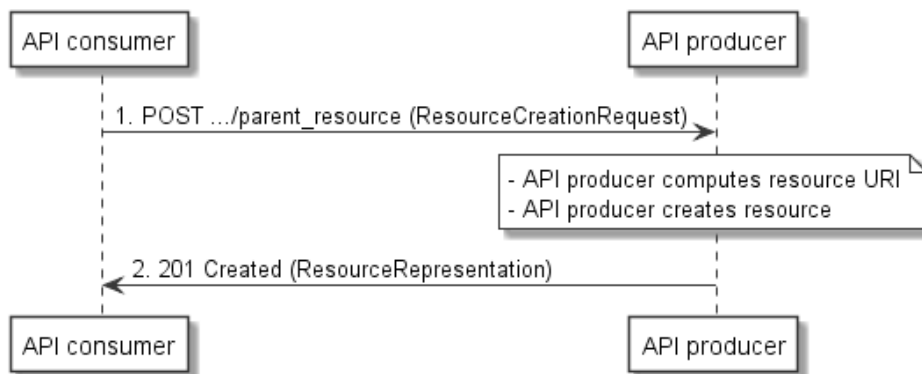 API consumer
API producer
1. POST .../parent_resource (ResourceCreationRequest)
- API producer computes resource URI
- API producer creates resource
2. 201 Created (ResourceRepresentation)
API consumer
API producer